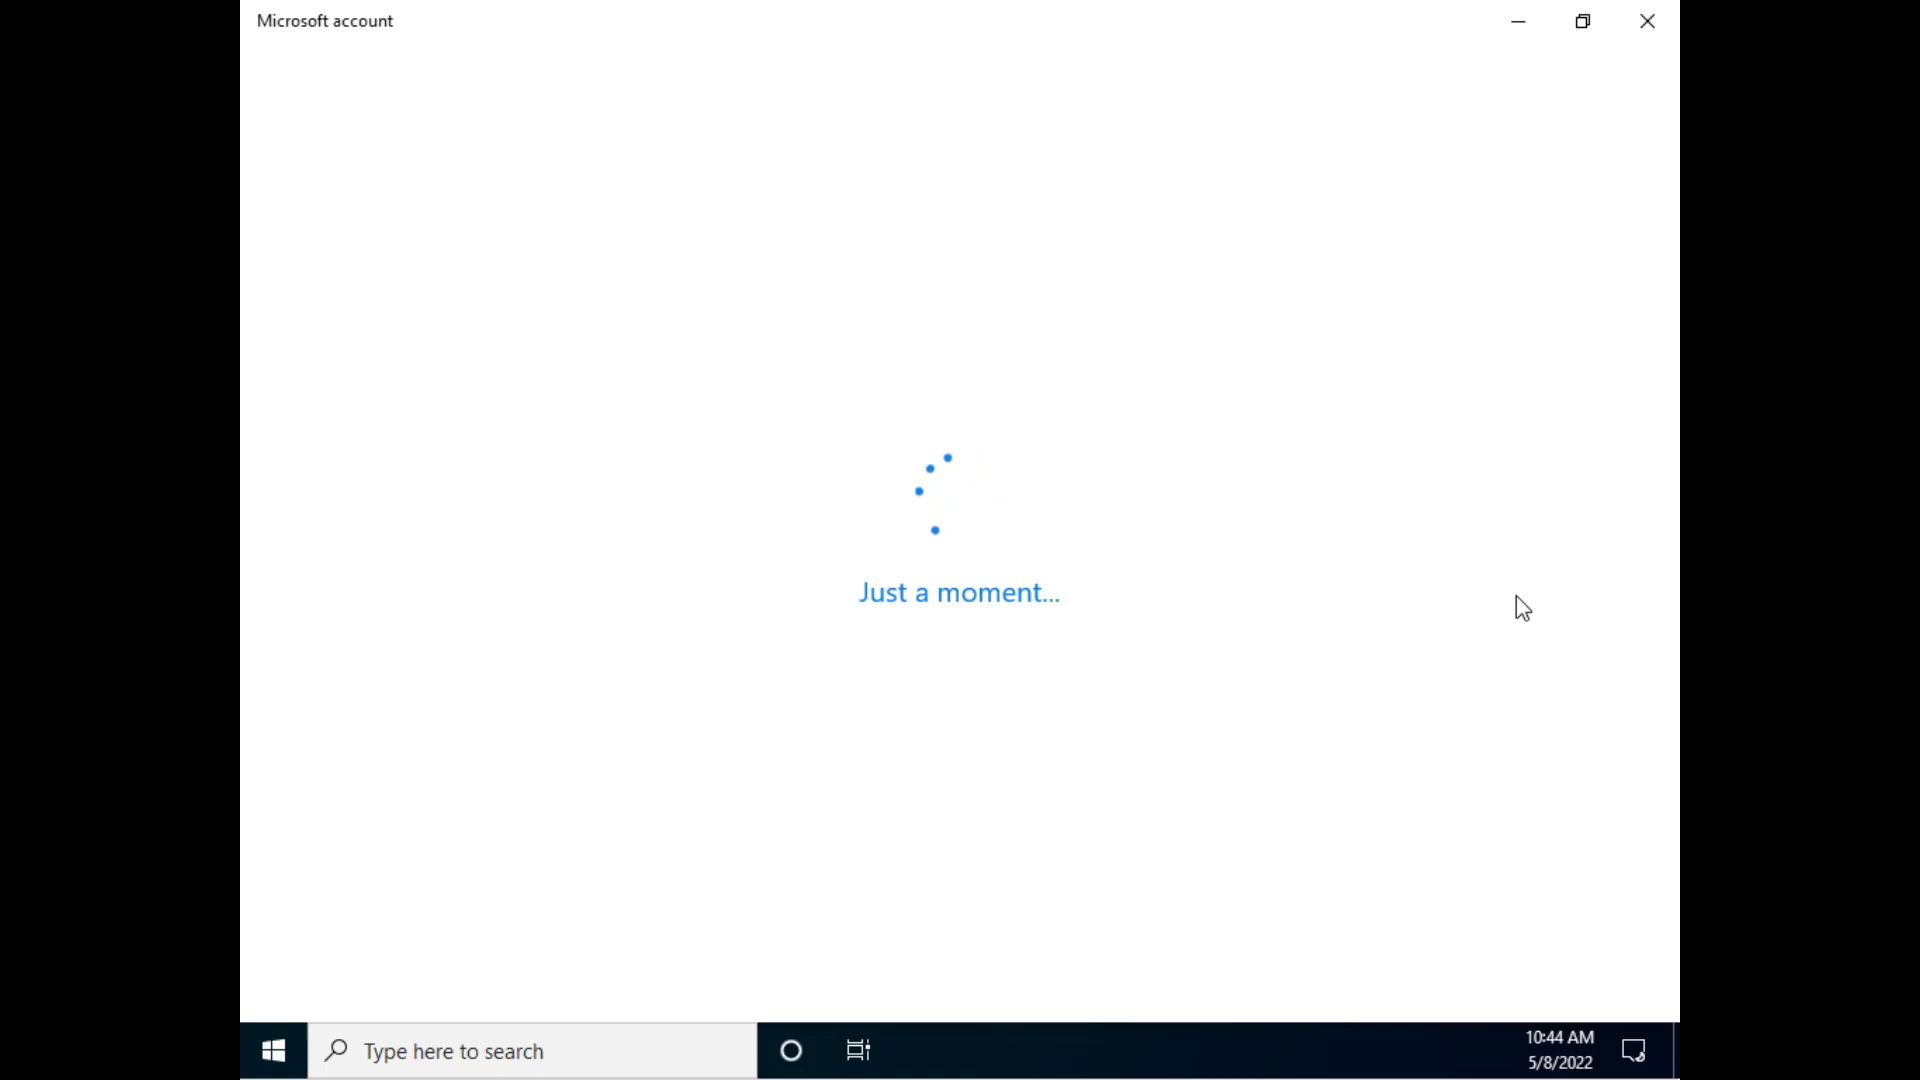 Microsoft account
Just a moment...
Type here to search
10:44 AM
5/8/2022